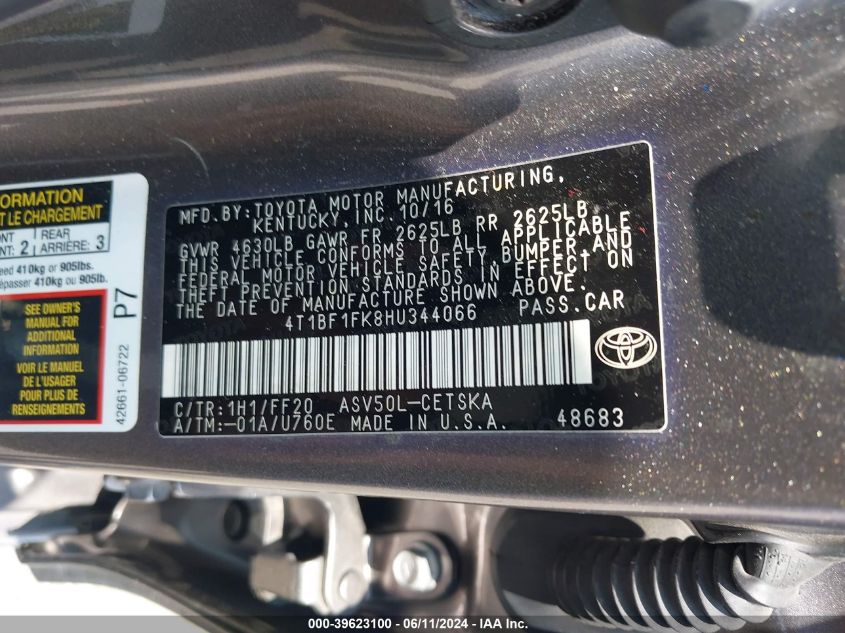 FORMATION
T LE CHARGEMENT
ONT REAR
NT: 2 ARRIÈRE: 3
eed 410kg or 905lbs.
épasser 410kg ou 905lb.
SEE OWNER'S
MANUAL FOR
ADDITIONAL
INFORMATION
VOIR LE MANUEL
DE L'USAGER
POUR PLUS DE
RENSEIGNEMENTS
P7
42661-06722
MFD.BY:TOYOTA MOTOR MANUFACTURING,
KENTUCKY, INC. 10/16
GVWR 4630LB GAWR FR 2625LB RR 2625LB
THIS VEHICLE CONFORMS TO ALL APPLICABLE
FEDERAL MOTOR VEHICLE SAFETY, BUMPER, AND
THEFT PREVENTION STANDARDS IN EFFECT ON
THE DATE OF MANUFACTURE SHOWN ABOVE.
4T1BF1FK8HU344066 PASS.CAR
C/TR:1H1/FF20 ASV50L-CETSKA
A/TM:-01A/U760E MADE IN U.S.A. 48683
000-39623100 - 06/11/2024 - IAA Inc.